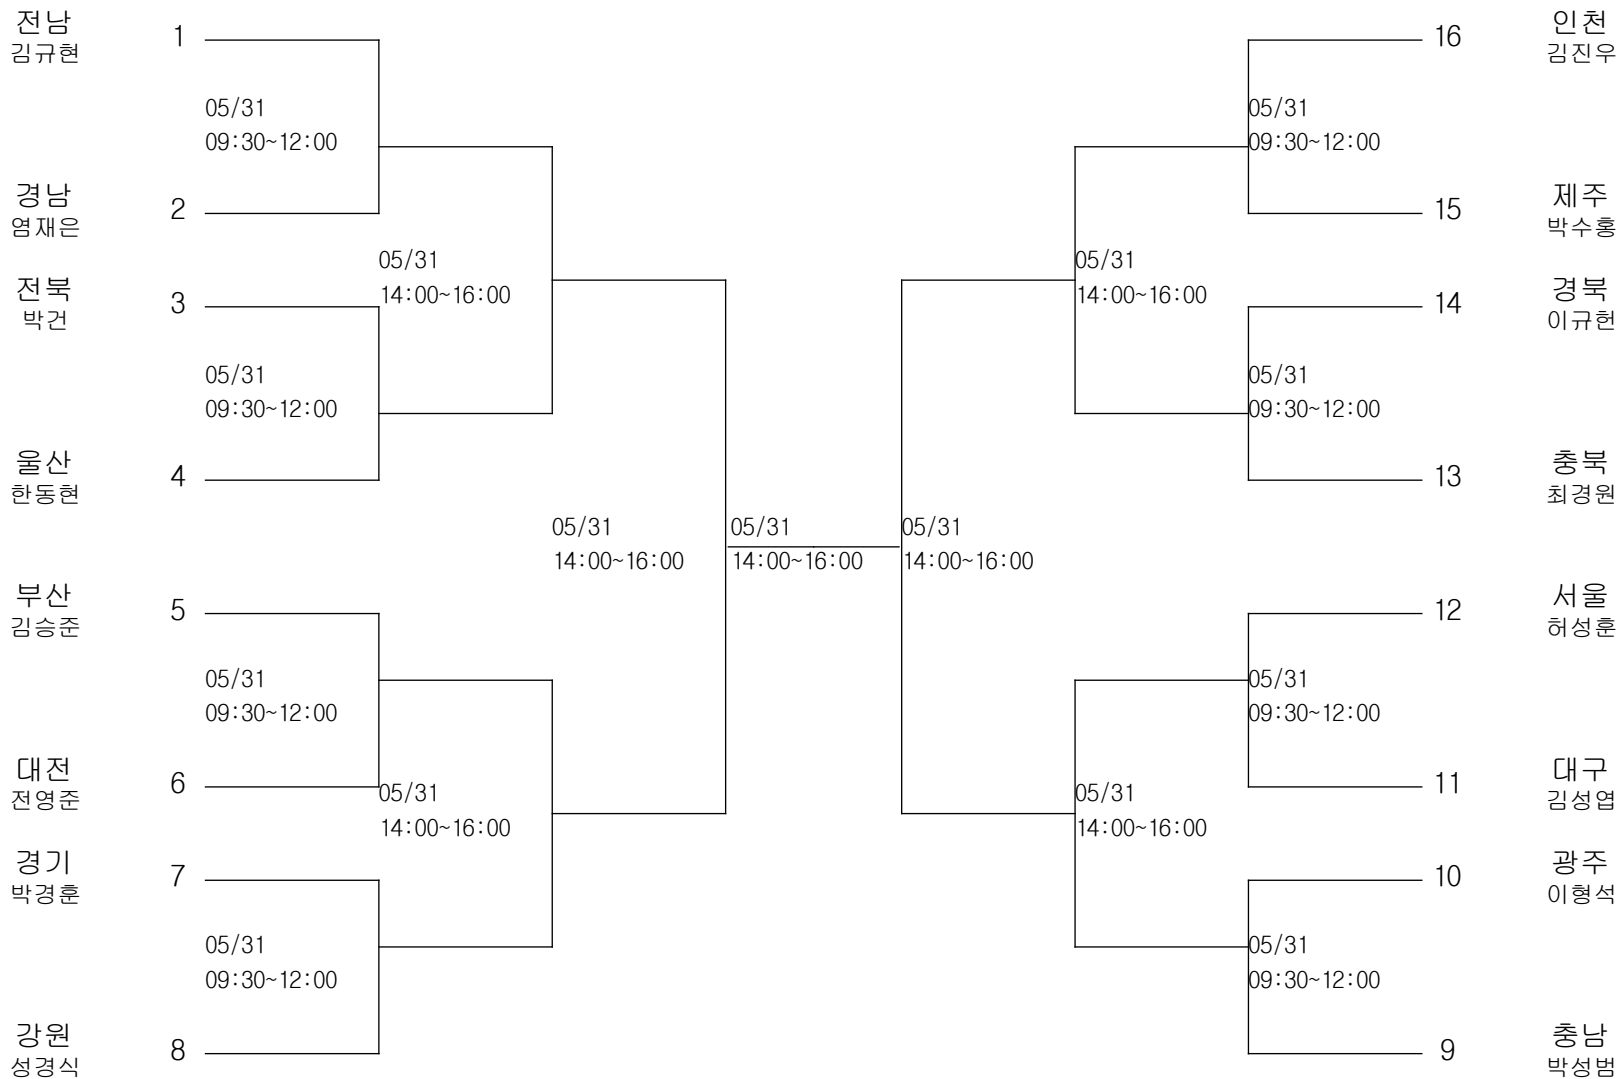 전남
김규현
1
05/31
09:30~12:00
경남
염재은
2
05/31
14:00~16:00
전북
박건
3
05/31
09:30~12:00
울산
한동현
4
05/31
14:00~16:00
부산
김승준
5
05/31
09:30~12:00
대전
전영준
6
05/31
14:00~16:00
경기
박경훈
7
05/31
09:30~12:00
강원
성경식
8
05/31
14:00~16:00
16
인천
김진우
05/31
09:30~12:00
15
제주
박수홍
05/31
14:00~16:00
14
경북
이규헌
05/31
09:30~12:00
13
충북
최경원
05/31
14:00~16:00
12
서울
허성훈
05/31
09:30~12:00
11
대구
김성엽
05/31
14:00~16:00
10
광주
이형석
05/31
09:30~12:00
9
충남
박성범